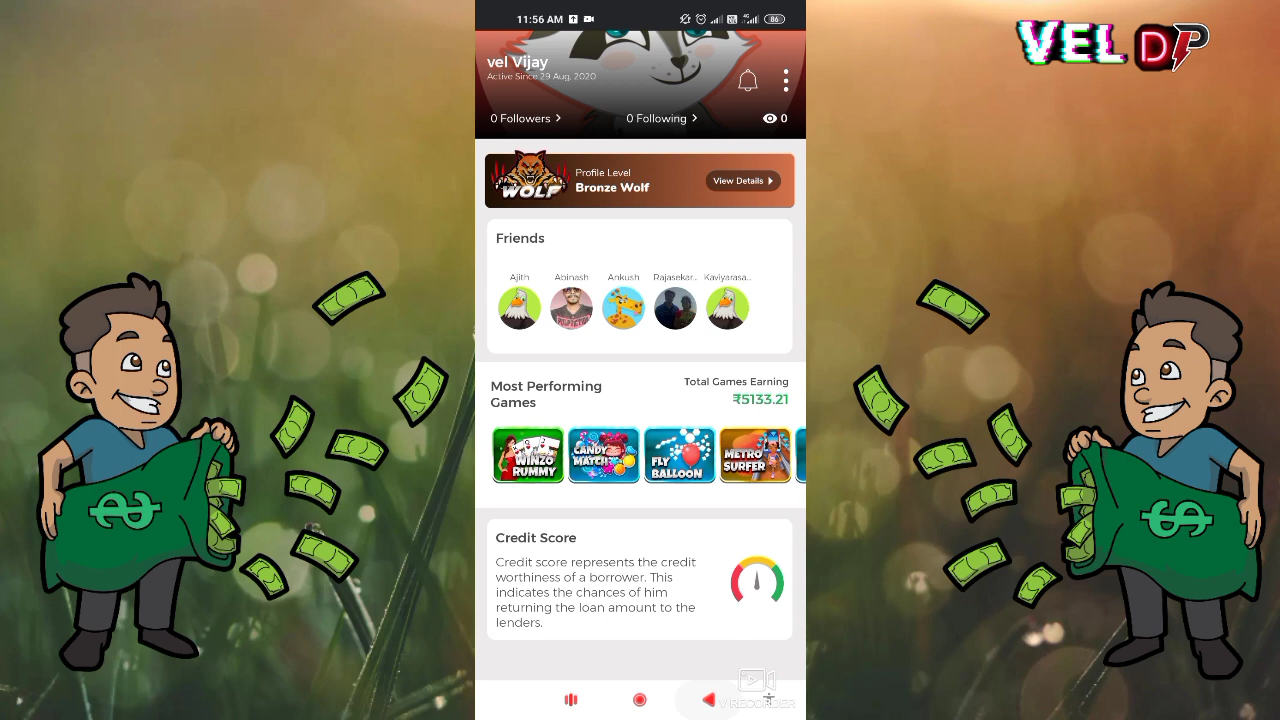 11:56 AM
86
VEL DP
vel Vijay
Active Since 29 Aug, 2020
0 Followers
0 Following
0
WOLF
Profile Level
Bronze Wolf
View Details
Friends
Ajith
Abinash
Ankush
Rajasekar..
Kaviyarasa..
Most Performing
Games
Total Games Earning
₹5133.21
WINZO
RUMMY
CANDY
MATCH
FLY
BALLOON
METRO
SURFER
Credit Score
Credit score represents the credit
worthiness of a borrower. This
indicates the chances of him
returning the loan amount to the
lenders.
$
$
V RECORDER